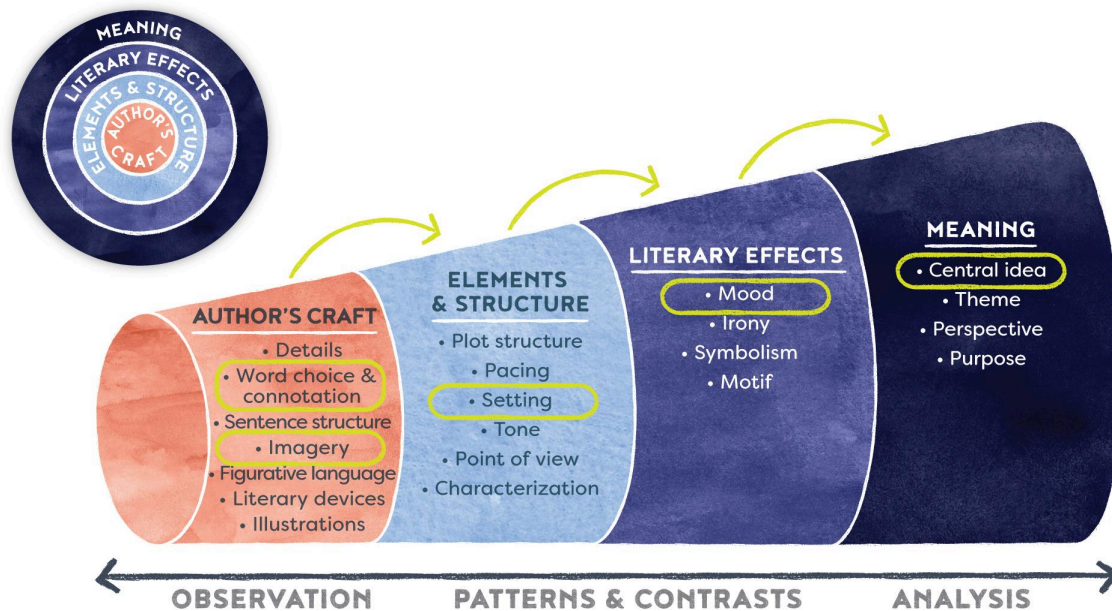 MEANING
LITERARY EFFECTS
ELEMENTS & STRUCTURE
AUTHOR'S
CRAFT
AUTHOR'S CRAFT
• Details
• Word choice &
connotation
• Sentence structure
• Imagery
• Figurative language
• Literary devices
• Illustrations
ELEMENTS
& STRUCTURE
• Plot structure
• Pacing
• Setting
• Tone
• Point of view
• Characterization
LITERARY EFFECTS
• Mood
• Irony
• Symbolism
• Motif
MEANING
• Central idea
• Theme
• Perspective
• Purpose
OBSERVATION
PATTERNS & CONTRASTS
ANALYSIS